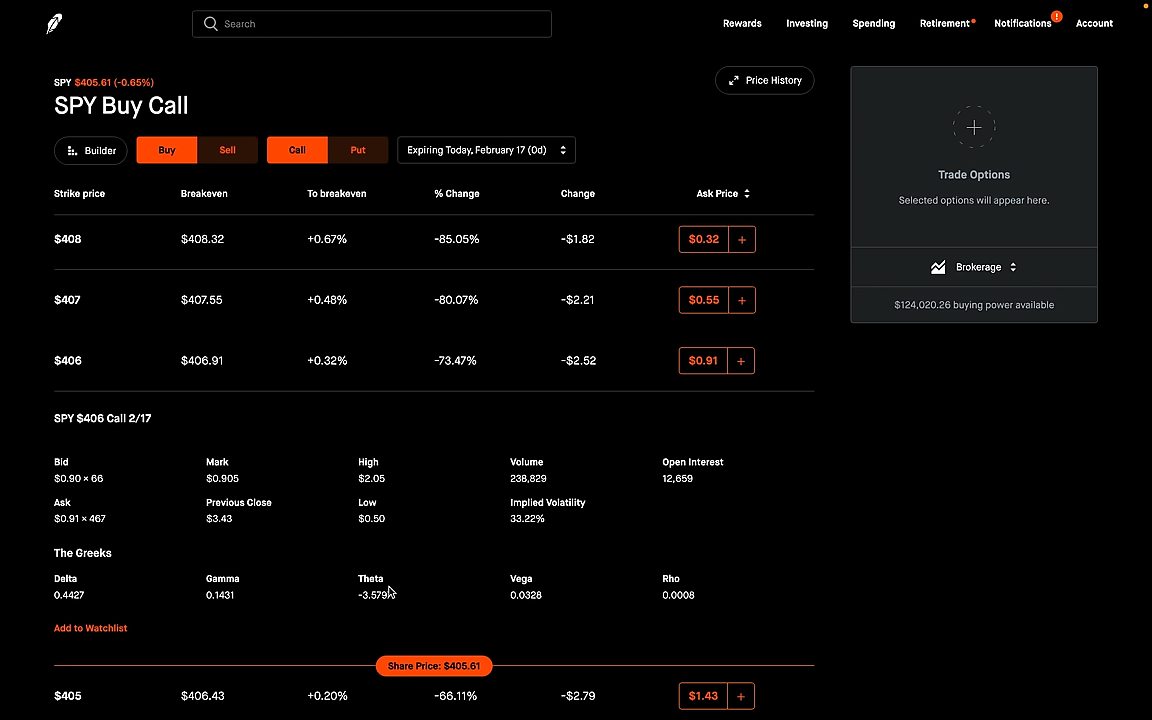 Search
Rewards Investing Spending Retirement Notifications ! Account
SPY $405.61 (-0.65%)
SPY Buy Call
Price History
Builder Buy Sell Call Put Expiring Today, February 17 (0d)
Strike price Breakeven To breakeven % Change Change Ask Price
$408 $408.32 +0.67% -85.05% -$1.82 $0.32 +
$407 $407.55 +0.48% -80.07% -$2.21 $0.55 +
$406 $406.91 +0.32% -73.47% -$2.52 $0.91 +
SPY $406 Call 2/17
Bid Mark High Volume Open Interest
$0.90 × 66 $0.905 $2.05 238,829 12,659
Ask Previous Close Low Implied Volatility
$0.91 × 467 $3.43 $0.50 33.22%
The Greeks
Delta Gamma Theta Vega Rho
0.4427 0.1431 0.0328 0.0008
Add to Watchlist
Share Price: $405.61
$405 $406.43 +0.20% -66.11% -$2.79 $1.43 +
Trade Options
Selected options will appear here.
Brokerage
$124,020.26 buying power available